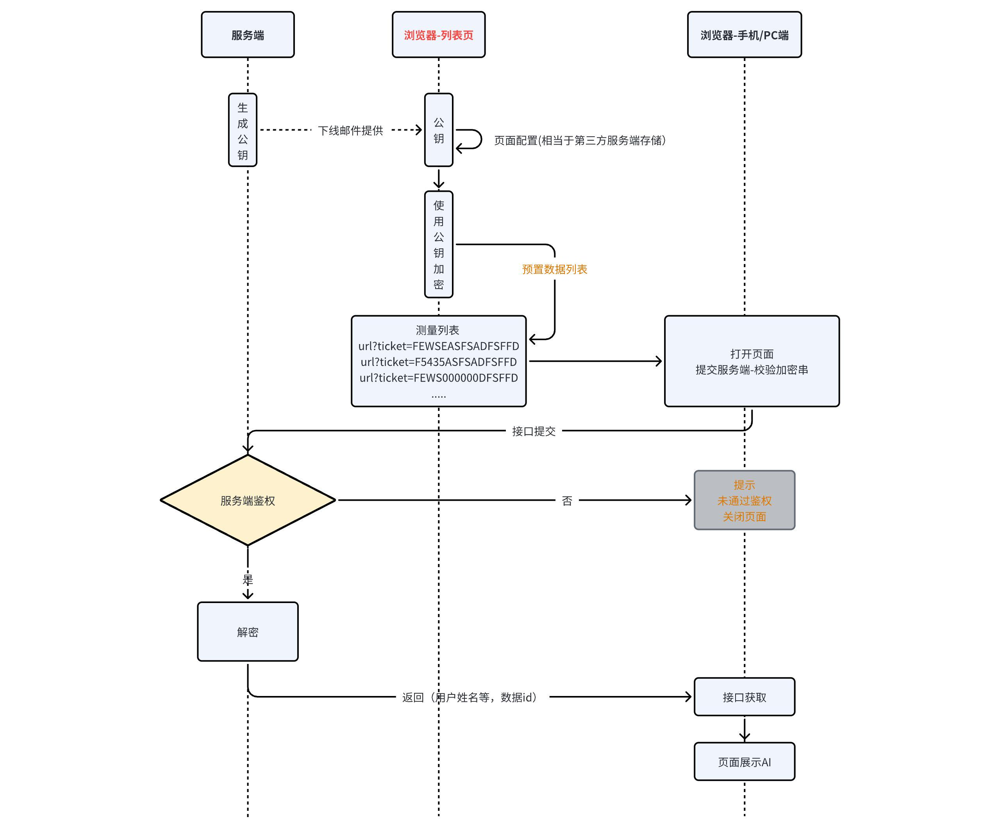 服务端
浏览器-列表页
浏览器-手机/PC端
生
成
公
钥
下线邮件提供
公
钥
页面配置(相当于第三方服务端存储）
使
用
公
钥
加
密
预置数据列表
测量列表
url?ticket=FEWSEASFSADFSFFD
url?ticket=F5435ASFSADFSFFD
url?ticket=FEWS000000DFSFFD
.....
打开页面
提交服务端-校验加密串
接口提交
服务端鉴权
否
提示
未通过鉴权
关闭页面
是
解密
返回（用户姓名等，数据id）
接口获取
页面展示AI